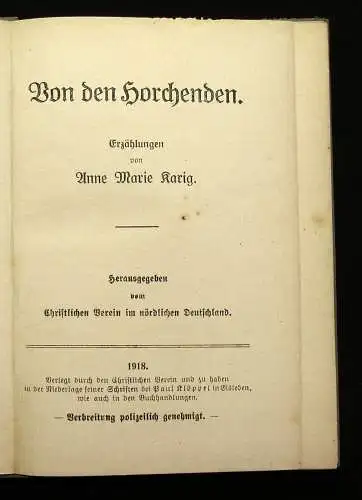 Von den Horchenden.
Erzählungen
von
Anne Marie Karig.
Herausgegeben
vom
Christlichen Verein im nördlichen Deutschland.
1918.
Verlegt durch den Christlichen Verein und zu haben
in der Niederlage seiner Schriften bei Paul Klöppel in Eisleben,
wie auch in den Buchhandlungen.
— Verbreitung polizeilich genehmigt. —